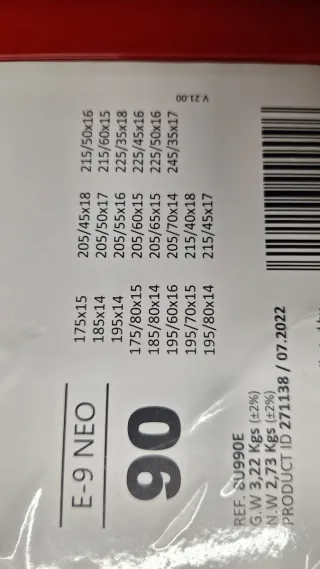 E-9 NEO
90
175x15
185x14
195x14
175/80x15
185/80x14
195/60x16
195/70x15
195/80x14
205/45x18
205/50x17
205/55x16
205/60x15
205/65x15
205/70x14
215/40x18
215/45x17
215/50x16
215/60x15
225/35x18
225/45x16
225/50x16
245/35x17
V.21.00
REF. SU990E
G.W 3,22 Kgs (±2%)
N.W 2,73 Kgs (±2%)
PRODUCT ID 271138 / 07.2022